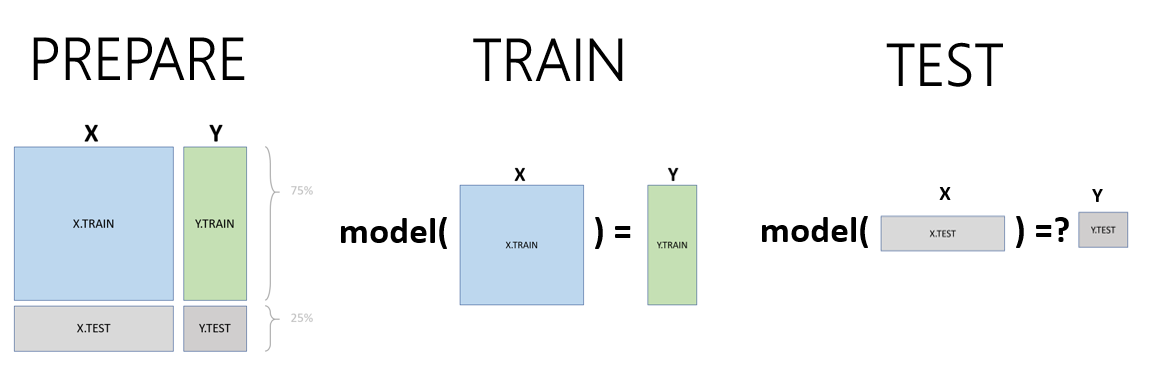 PREPARE
X Y
X.TRAIN Y.TRAIN
75%
X.TEST Y.TEST
25%
TRAIN
X Y
model( X.TRAIN ) = Y.TRAIN
TEST
X Y
model( X.TEST ) =? Y.TEST